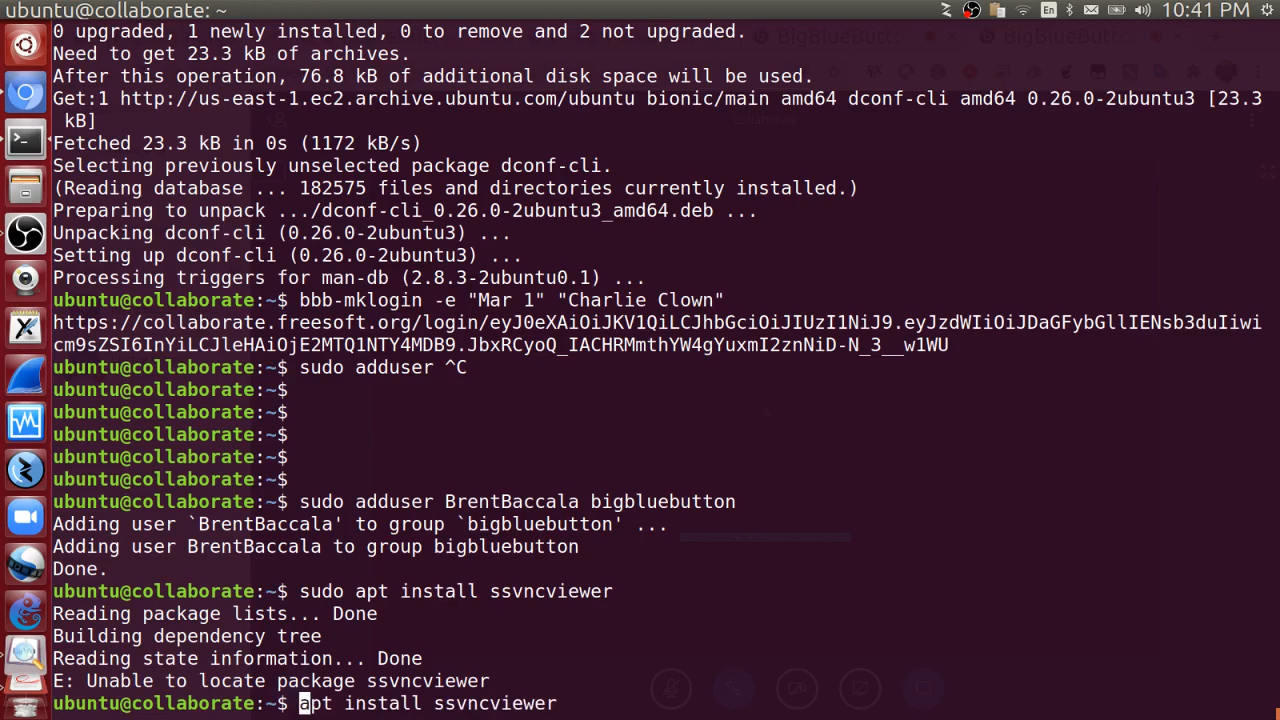 ubuntu@collaborate: ~
En
10:41 PM
0 upgraded, 1 newly installed, 0 to remove and 2 not upgraded.
Need to get 23.3 kB of archives.
After this operation, 76.8 kB of additional disk space will be used.
Get:1 http://us-east-1.ec2.archive.ubuntu.com/ubuntu bionic/main amd64 dconf-cli amd64 0.26.0-2ubuntu3 [23.3
kB]
Fetched 23.3 kB in 0s (1172 kB/s)
Selecting previously unselected package dconf-cli.
(Reading database ... 182575 files and directories currently installed.)
Preparing to unpack .../dconf-cli_0.26.0-2ubuntu3_amd64.deb ...
Unpacking dconf-cli (0.26.0-2ubuntu3) ...
Setting up dconf-cli (0.26.0-2ubuntu3) ...
Processing triggers for man-db (2.8.3-2ubuntu0.1) ...
ubuntu@collaborate:~$ bbb-mklogin -e "Mar 1" "Charlie Clown"
https://collaborate.freesoft.org/login/eyJ0eXAiOiJKV1QiLCJhbGciOiJIUzI1NiJ9.eyJzdWIiOiJDaGFybGllIENsb3duIiwi
cm9sZSI6InYiLCJleHAiOjE2MTQ1NTY4MDB9.JbxRCyoQ_IACHRMmthYW4gYuxmI2znNiD-N_3__w1WU
ubuntu@collaborate:~$ sudo adduser ^C
ubuntu@collaborate:~$
ubuntu@collaborate:~$
ubuntu@collaborate:~$
ubuntu@collaborate:~$
ubuntu@collaborate:~$
ubuntu@collaborate:~$ sudo adduser BrentBaccala bigbluebutton
Adding user `BrentBaccala' to group `bigbluebutton' ...
Adding user BrentBaccala to group bigbluebutton
Done.
ubuntu@collaborate:~$ sudo apt install ssvncviewer
Reading package lists... Done
Building dependency tree
Reading state information... Done
E: Unable to locate package ssvncviewer
ubuntu@collaborate:~$ apt install ssvncviewer